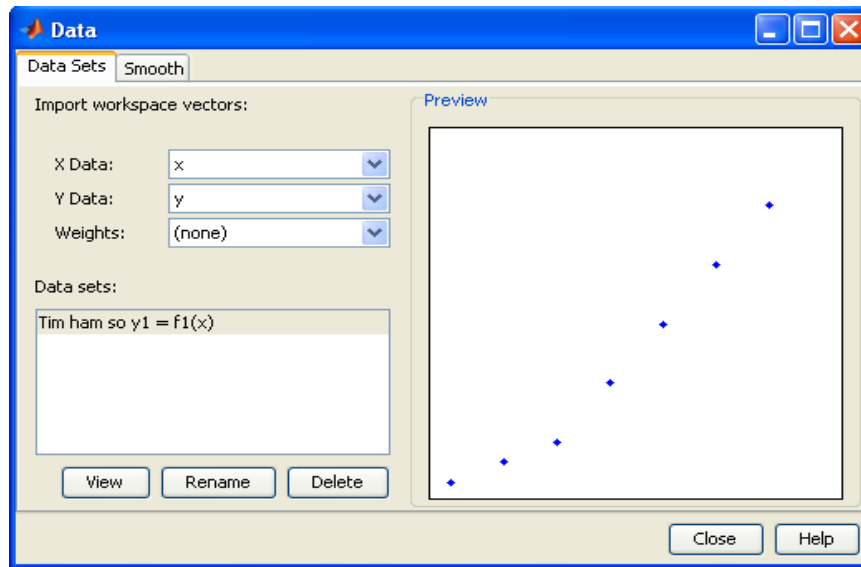 Data
Data Sets
Smooth
Import workspace vectors:
X Data:
x
Y Data:
y
Weights:
(none)
Data sets:
Tim ham so y1 = f1(x)
View
Rename
Delete
Preview
Close
Help